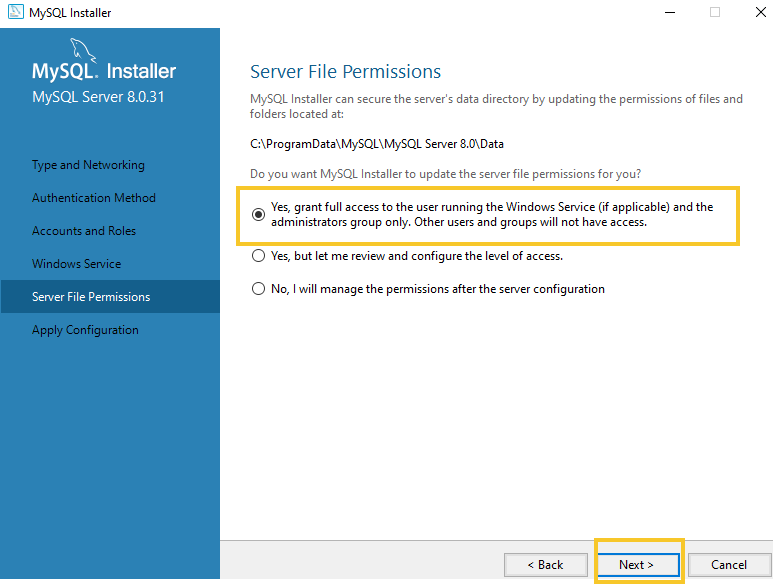 MySQL Installer
MySQL. Installer
MySQL Server 8.0.31
Type and Networking
Authentication Method
Accounts and Roles
Windows Service
Server File Permissions
Apply Configuration
Server File Permissions
MySQL Installer can secure the server's data directory by updating the permissions of files and
folders located at:
C:\ProgramData\MySQL\MySQL Server 8.0\Data
Do you want MySQL Installer to update the server file permissions for you?
Yes, grant full access to the user running the Windows Service (if applicable) and the
administrators group only. Other users and groups will not have access.
Yes, but let me review and configure the level of access.
No, I will manage the permissions after the server configuration
< Back
Next >
Cancel